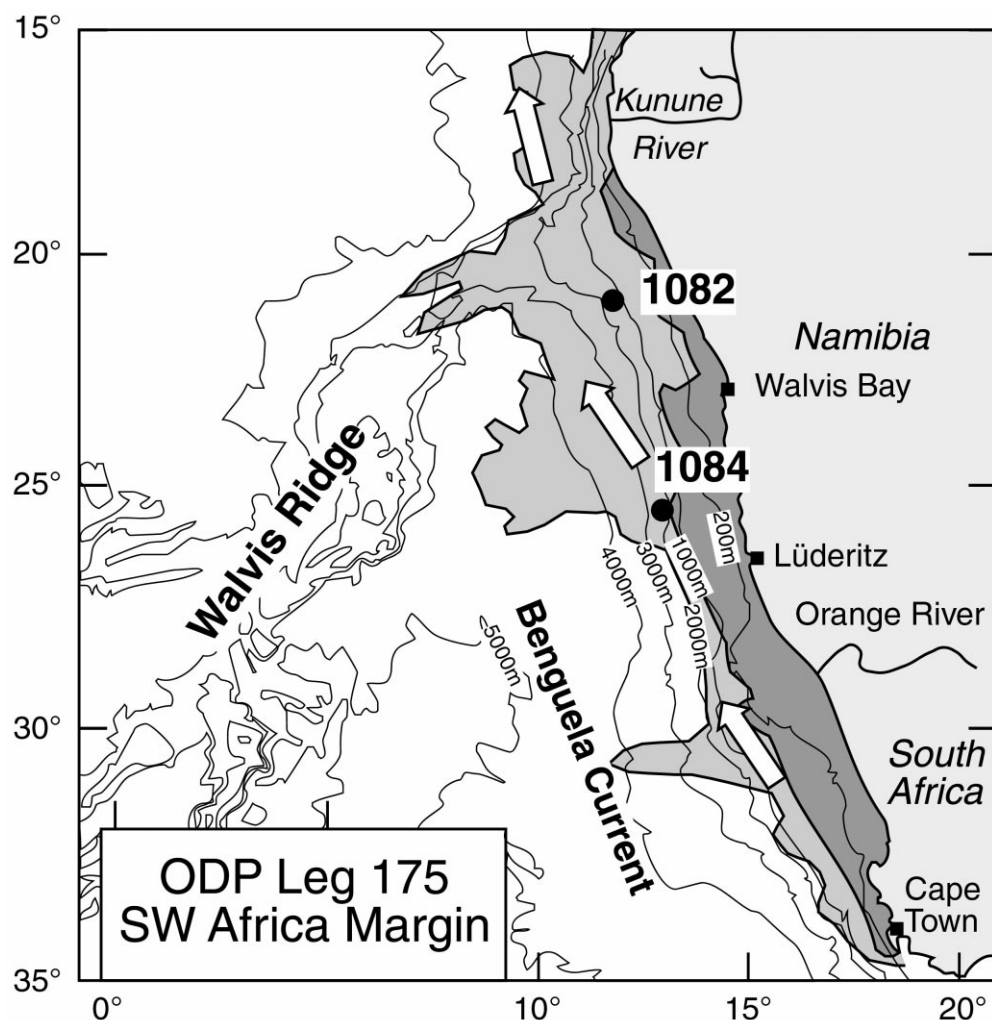 15°
Kunune
River
20°
1082
Namibia
Walvis Bay
1084
25°
Walvis Ridge
200m
1000m
3000m
4000m
2000m
Lüderitz
Orange River
5000m
Benguela Current
30°
South
Africa
ODP Leg 175
SW Africa Margin
Cape
Town
35°
0°
10°
15°
20°